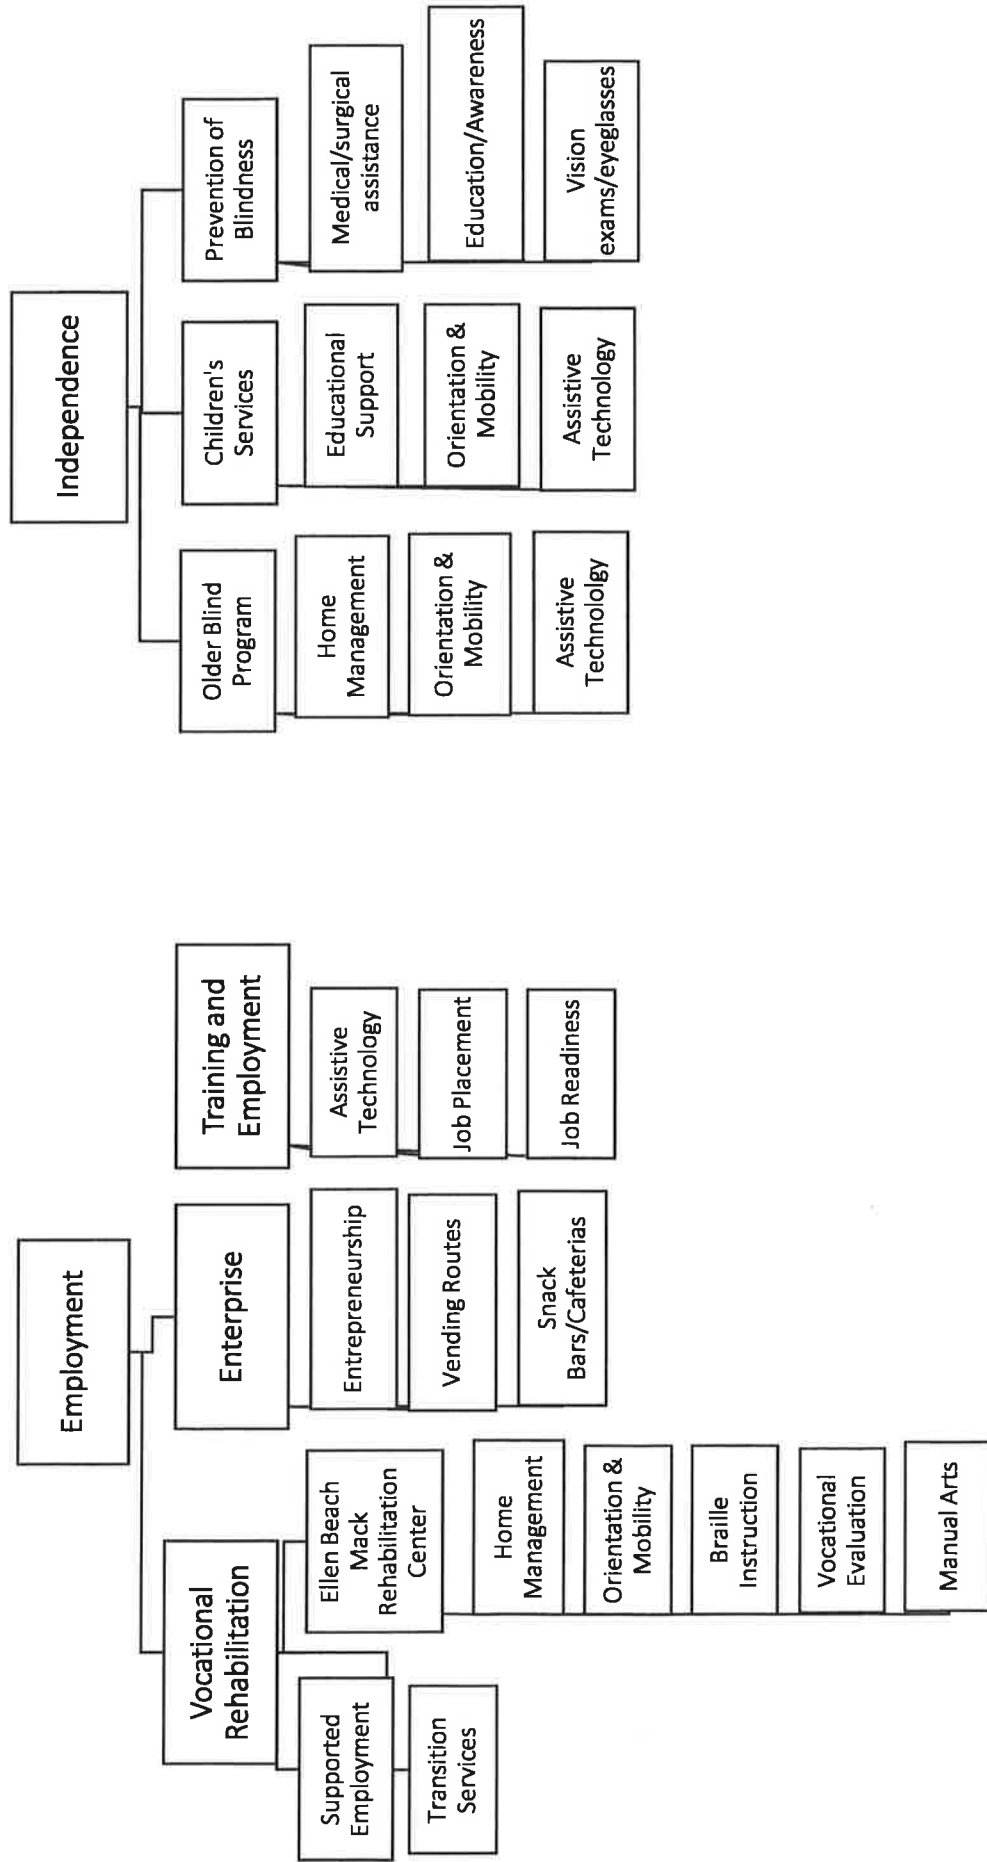 Employment
Vocational
Rehabilitation
Supported
Employment
Transition
Services
Ellen Beach
Mack
Rehabilitation
Center
Home
Management
Orientation &
Mobility
Braille
Instruction
Vocational
Evaluation
Manual Arts
Enterprise
Entrepreneurship
Vending Routes
Snack
Bars/Cafeterias
Training and
Employment
Assistive
Technology
Job Placement
Job Readiness
Independence
Older Blind
Program
Home
Management
Orientation &
Mobility
Assistive
Technololgy
Children's
Services
Educational
Support
Orientation &
Mobility
Assistive
Technology
Prevention of
Blindness
Medical/surgical
assistance
Education/Awareness
Vision
exams/eyeglasses